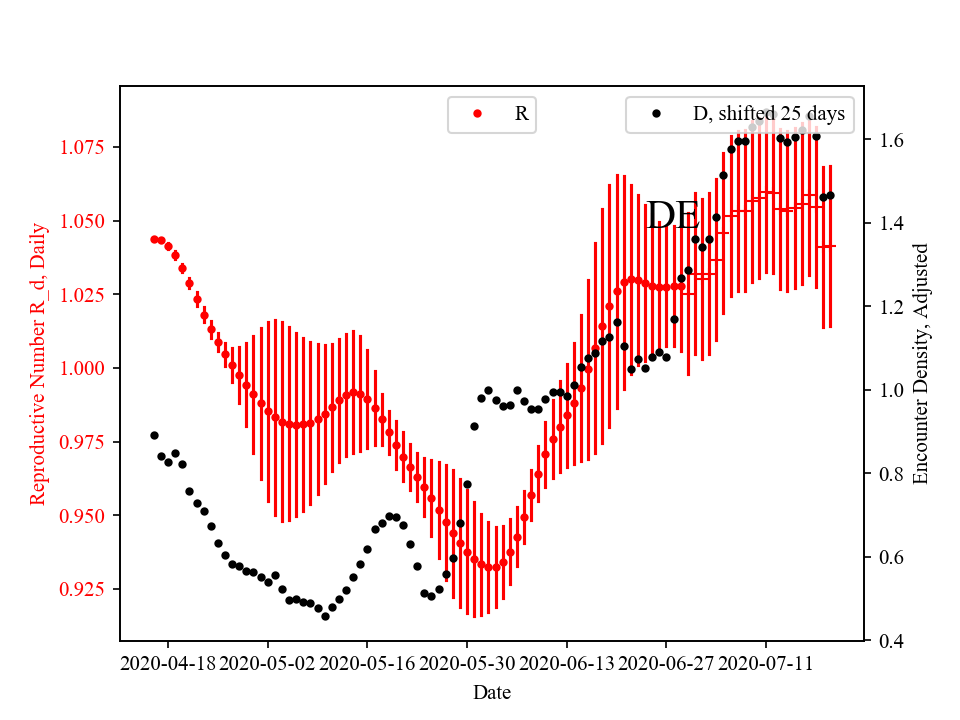 R
D, shifted 25 days
DE
1.075
1.050
1.025
1.000
0.975
0.950
0.925
Reproductive Number R_d, Daily
1.6
1.4
1.2
1.0
0.8
0.6
0.4
Encounter Density, Adjusted
2020-04-18 2020-05-02 2020-05-16 2020-05-30 2020-06-13 2020-06-27 2020-07-11
Date